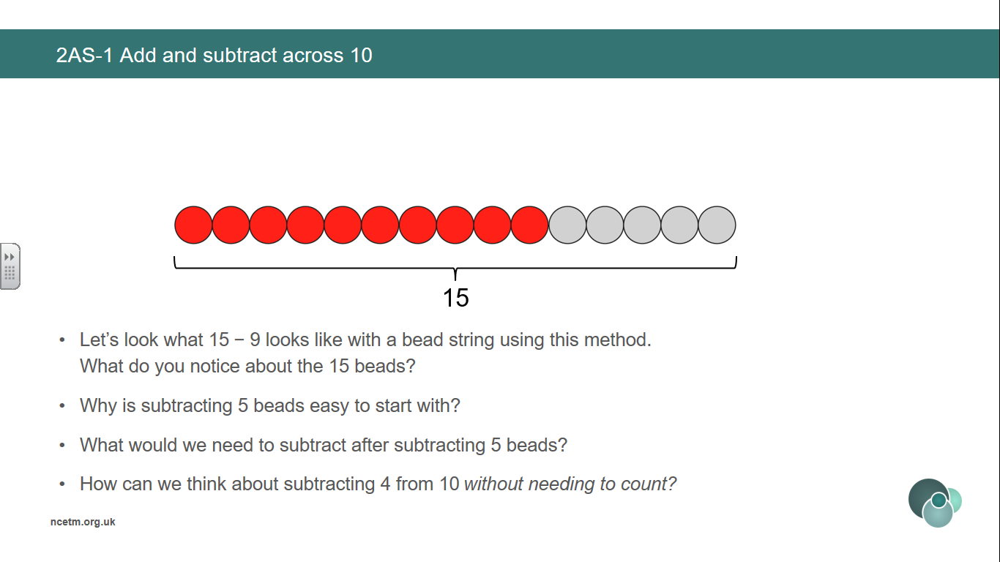 2AS-1 Add and subtract across 10
15
• Let’s look what 15 − 9 looks like with a bead string using this method.
What do you notice about the 15 beads?
• Why is subtracting 5 beads easy to start with?
• What would we need to subtract after subtracting 5 beads?
• How can we think about subtracting 4 from 10 without needing to count?
ncetm.org.uk